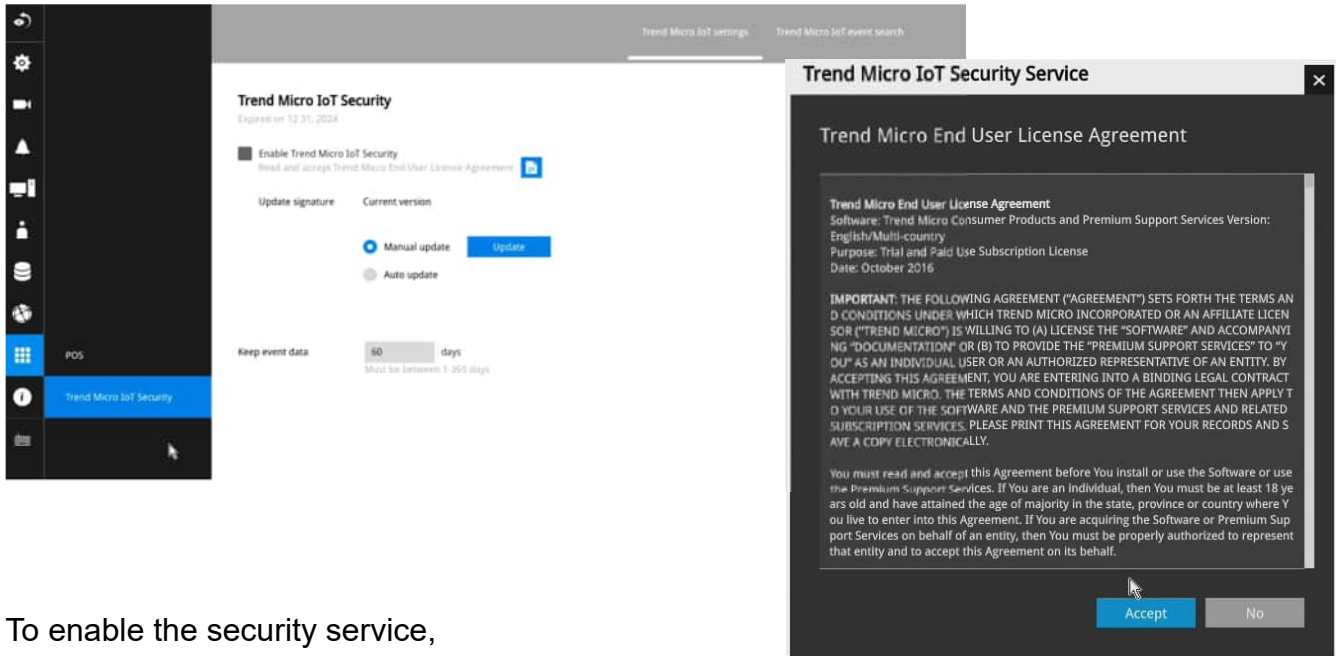 Trend Micro IoT settings
Trend Micro IoT event search
Trend Micro IoT Security
Expired on 12 31, 2024
Enable Trend Micro IoT Security
Read and accept Trend Micro End User License Agreement
Update signature
Current version
Manual update
Update
Auto update
Keep event data
60
days
Must be between 1-365 days
POS
Trend Micro IoT Security
Trend Micro IoT Security Service
Trend Micro End User License Agreement
Trend Micro End User License Agreement
Software: Trend Micro Consumer Products and Premium Support Services Version:
English/Multi-country
Purpose: Trial and Paid Use Subscription License
Date: October 2016
IMPORTANT: THE FOLLOWING AGREEMENT ("AGREEMENT") SETS FORTH THE TERMS AN
D CONDITIONS UNDER WHICH TREND MICRO INCORPORATED OR AN AFFILIATE LICEN
SOR ("TREND MICRO") IS WILLING TO (A) LICENSE THE "SOFTWARE" AND ACCOMPANYI
NG "DOCUMENTATION" OR (B) TO PROVIDE THE "PREMIUM SUPPORT SERVICES" TO "Y
OU" AS AN INDIVIDUAL USER OR AN AUTHORIZED REPRESENTATIVE OF AN ENTITY. BY
ACCEPTING THIS AGREEMENT, YOU ARE ENTERING INTO A BINDING LEGAL CONTRACT
WITH TREND MICRO. THE TERMS AND CONDITIONS OF THE AGREEMENT THEN APPLY T
O YOUR USE OF THE SOFTWARE AND THE PREMIUM SUPPORT SERVICES AND RELATED
SUBSCRIPTION SERVICES. PLEASE PRINT THIS AGREEMENT FOR YOUR RECORDS AND S
AVE A COPY ELECTRONICALLY.
You must read and accept this Agreement before You install or use the Software or use
the Premium Support Services. If You are an individual, then You must be at least 18 ye
ars old and have attained the age of majority in the state, province or country where Y
ou live to enter into this Agreement. If You are acquiring the Software or Premium Sup
port Services on behalf of an entity, then You must be properly authorized to represent
that entity and to accept this Agreement on its behalf.
Accept
No
To enable the security service,